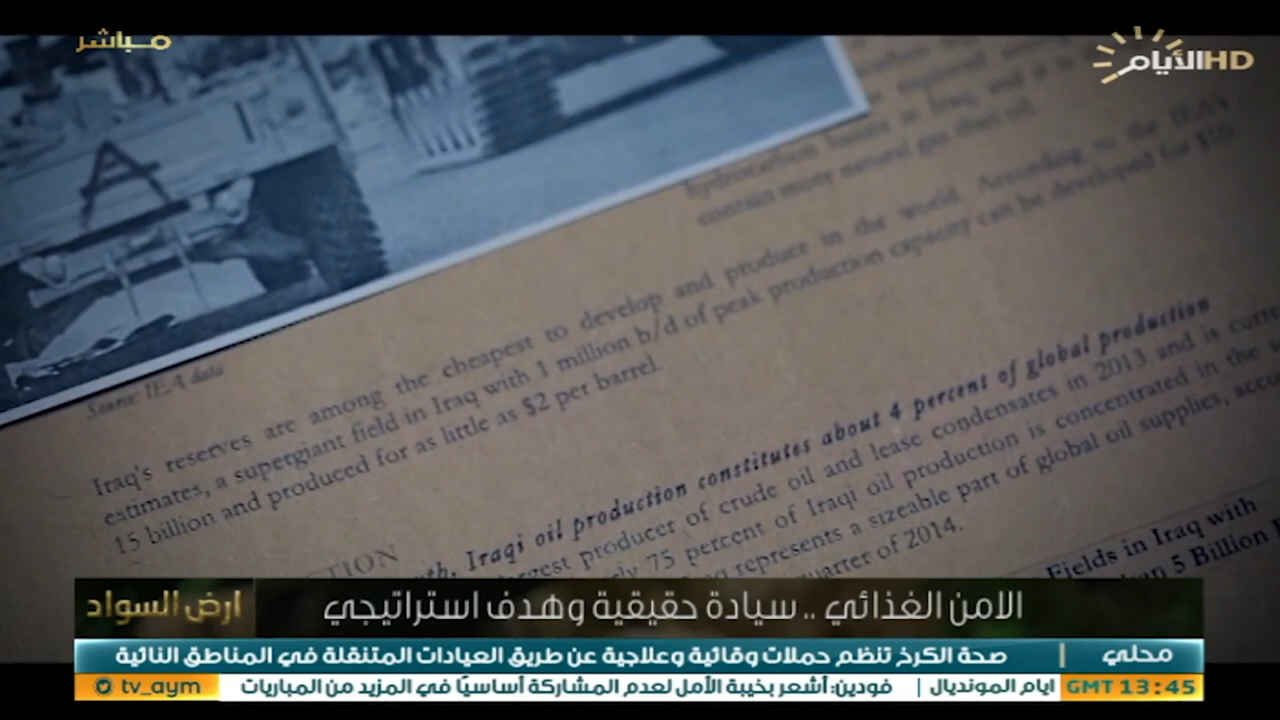 مباشر
الأيام HD
hydrocarbon
contain more natural gas than oil.
Source: IEA data
Iraq's reserves are among the cheapest to develop and produce in the world. According to the IEA's
estimates, a supergiant field in Iraq with 1 million b/d of peak production capacity can be developed for $10
15 billion and produced for as little as $2 per barrel.
Iraqi oil production constitutes about 4 percent of global production
producer of crude oil and lease condensates in 2013 and is
75 percent of Iraqi oil production is concentrated in the
represents a sizeable part of global oil supplies,
quarter of 2014.
Fields in Iraq with
5 Billion
ارض السواد
الامن الغذائي .. سيادة حقيقية وهدف استراتيجي
محلي | صحة الكرخ تنظم حملات وقائية وعلاجية عن طريق العيادات المتنقلة في المناطق النائية
GMT 13:45 ايام المونديال | فودين: أشعر بخيبة الأمل لعدم المشاركة أساسيًا في المزيد من المباريات tv_aym